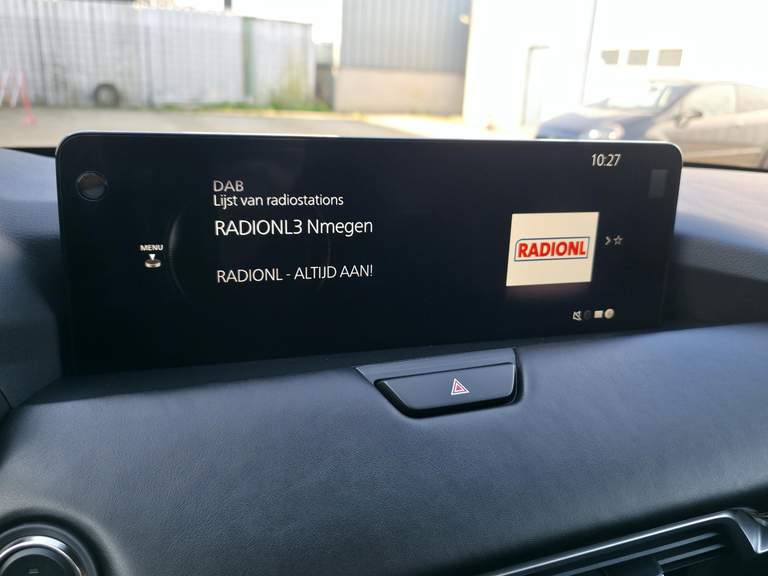 10:27
DAB
Lijst van radiostations
RADIONL3 Nmegen
MENU
RADIONL
RADIONL - ALTIJD AAN!